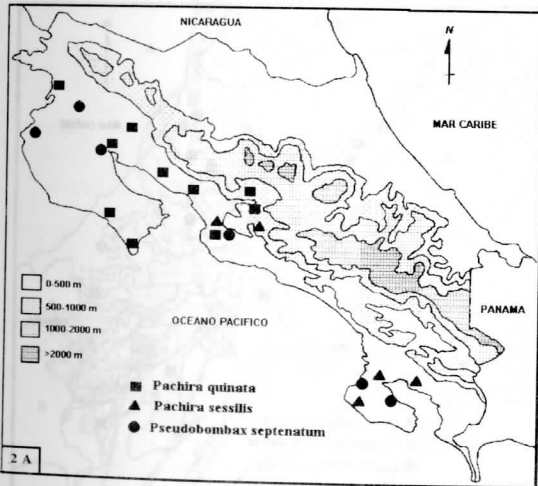 NICARAGUA
N
MAR CARIBE
0-500 m
500-1000 m
1000-2000 m
>2000 m
OCEANO PACIFICO
PANAMA
Pachira quinata
Pachira sessilis
Pseudobombax septenatum
2 A